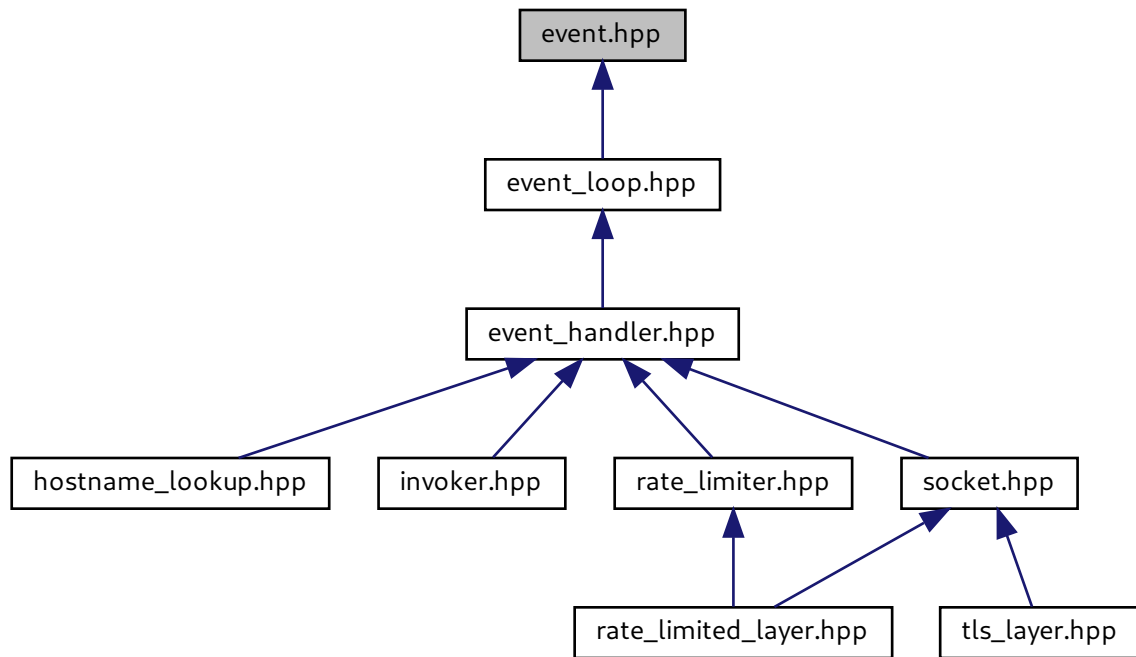 event.hpp
event_loop.hpp
event_handler.hpp
hostname_lookup.hpp
invoker.hpp
rate_limiter.hpp
socket.hpp
rate_limited_layer.hpp
tls_layer.hpp